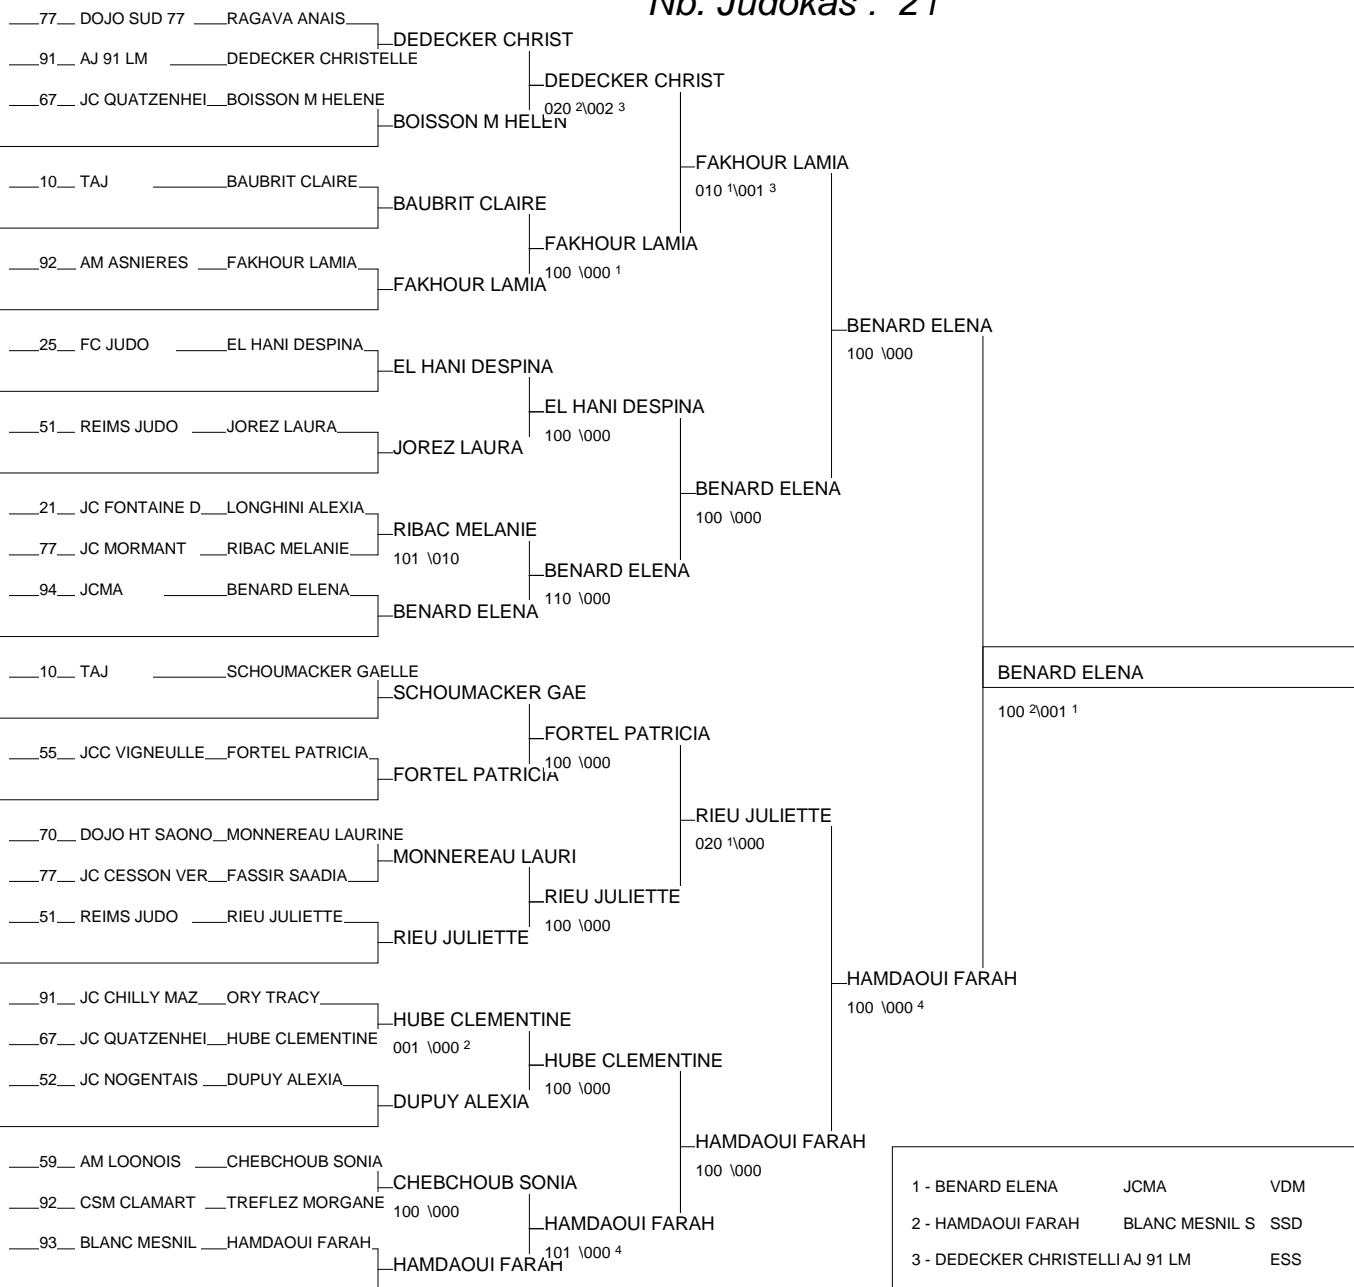 Nb. Judokas : 21
77 DOJO SUD 77 RAGAVA ANAIS
DEDECKER CHRIST
91 AJ 91 LM DEDECKER CHRISTELLE
DEDECKER CHRIST
67 JC QUATZENHEI BOISSON M HELENE
020 2\002 3
BOISSON M HELEN
FAKHOUR LAMIA
10 TAJ BAUBRIT CLAIRE
010 1\001 3
BAUBRIT CLAIRE
FAKHOUR LAMIA
92 AM ASNIERES FAKHOUR LAMIA
100 \000 1
FAKHOUR LAMIA
BENARD ELENA
25 FC JUDO EL HANI DESPINA
100 \000
EL HANI DESPINA
EL HANI DESPINA
51 REIMS JUDO JOREZ LAURA
100 \000
JOREZ LAURA
BENARD ELENA
21 JC FONTAINE D LONGHINI ALEXIA
100 \000
RIBAC MELANIE
77 JC MORMANT RIBAC MELANIE
101 \010
BENARD ELENA
94 JCMA BENARD ELENA
110 \000
BENARD ELENA
10 TAJ SCHOUMACKER GAELLE
BENARD ELENA
SCHOUMACKER GAE
100 2\001 1
FORTEL PATRICIA
55 JCC VIGNEULLE FORTEL PATRICIA
100 \000
FORTEL PATRICIA
RIEU JULIETTE
70 DOJO HT SAONO MONNEREAU LAURINE
020 1\000
MONNEREAU LAURI
77 JC CESSON VER FASSIR SAADIA
RIEU JULIETTE
51 REIMS JUDO RIEU JULIETTE
100 \000
RIEU JULIETTE
HAMDAOUI FARAH
91 JC CHILLY MAZ ORY TRACY
100 \000 4
HUBE CLEMENTINE
67 JC QUATZENHEI HUBE CLEMENTINE
001 \000 2
HUBE CLEMENTINE
52 JC NOGENTAIS DUPUY ALEXIA
100 \000
DUPUY ALEXIA
HAMDAOUI FARAH
59 AM LOONOIS CHEBCHOUB SONIA
100 \000
CHEBCHOUB SONIA
92 CSM CLAMART TREFLEZ MORGANE
100 \000
HAMDAOUI FARAH
93 BLANC MESNIL HAMDAOUI FARAH
101 \000 4
HAMDAOUI FARAH
1 - BENARD ELENA JCMA VDM
2 - HAMDAOUI FARAH BLANC MESNIL S SSD
3 - DEDECKER CHRISTELLI AJ 91 LM ESS